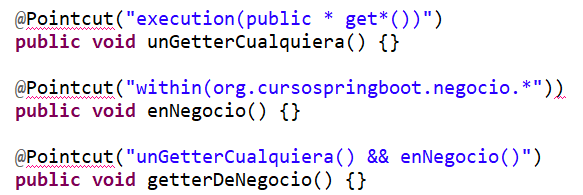 @Pointcut("execution(public * get*())")
public void unGetterCualquiera() {}
@Pointcut("within(org.cursospringboot.negocio.*"))
public void enNegocio() {}
@Pointcut("unGetterCualquiera() && enNegocio()")
public void getterDeNegocio() {}